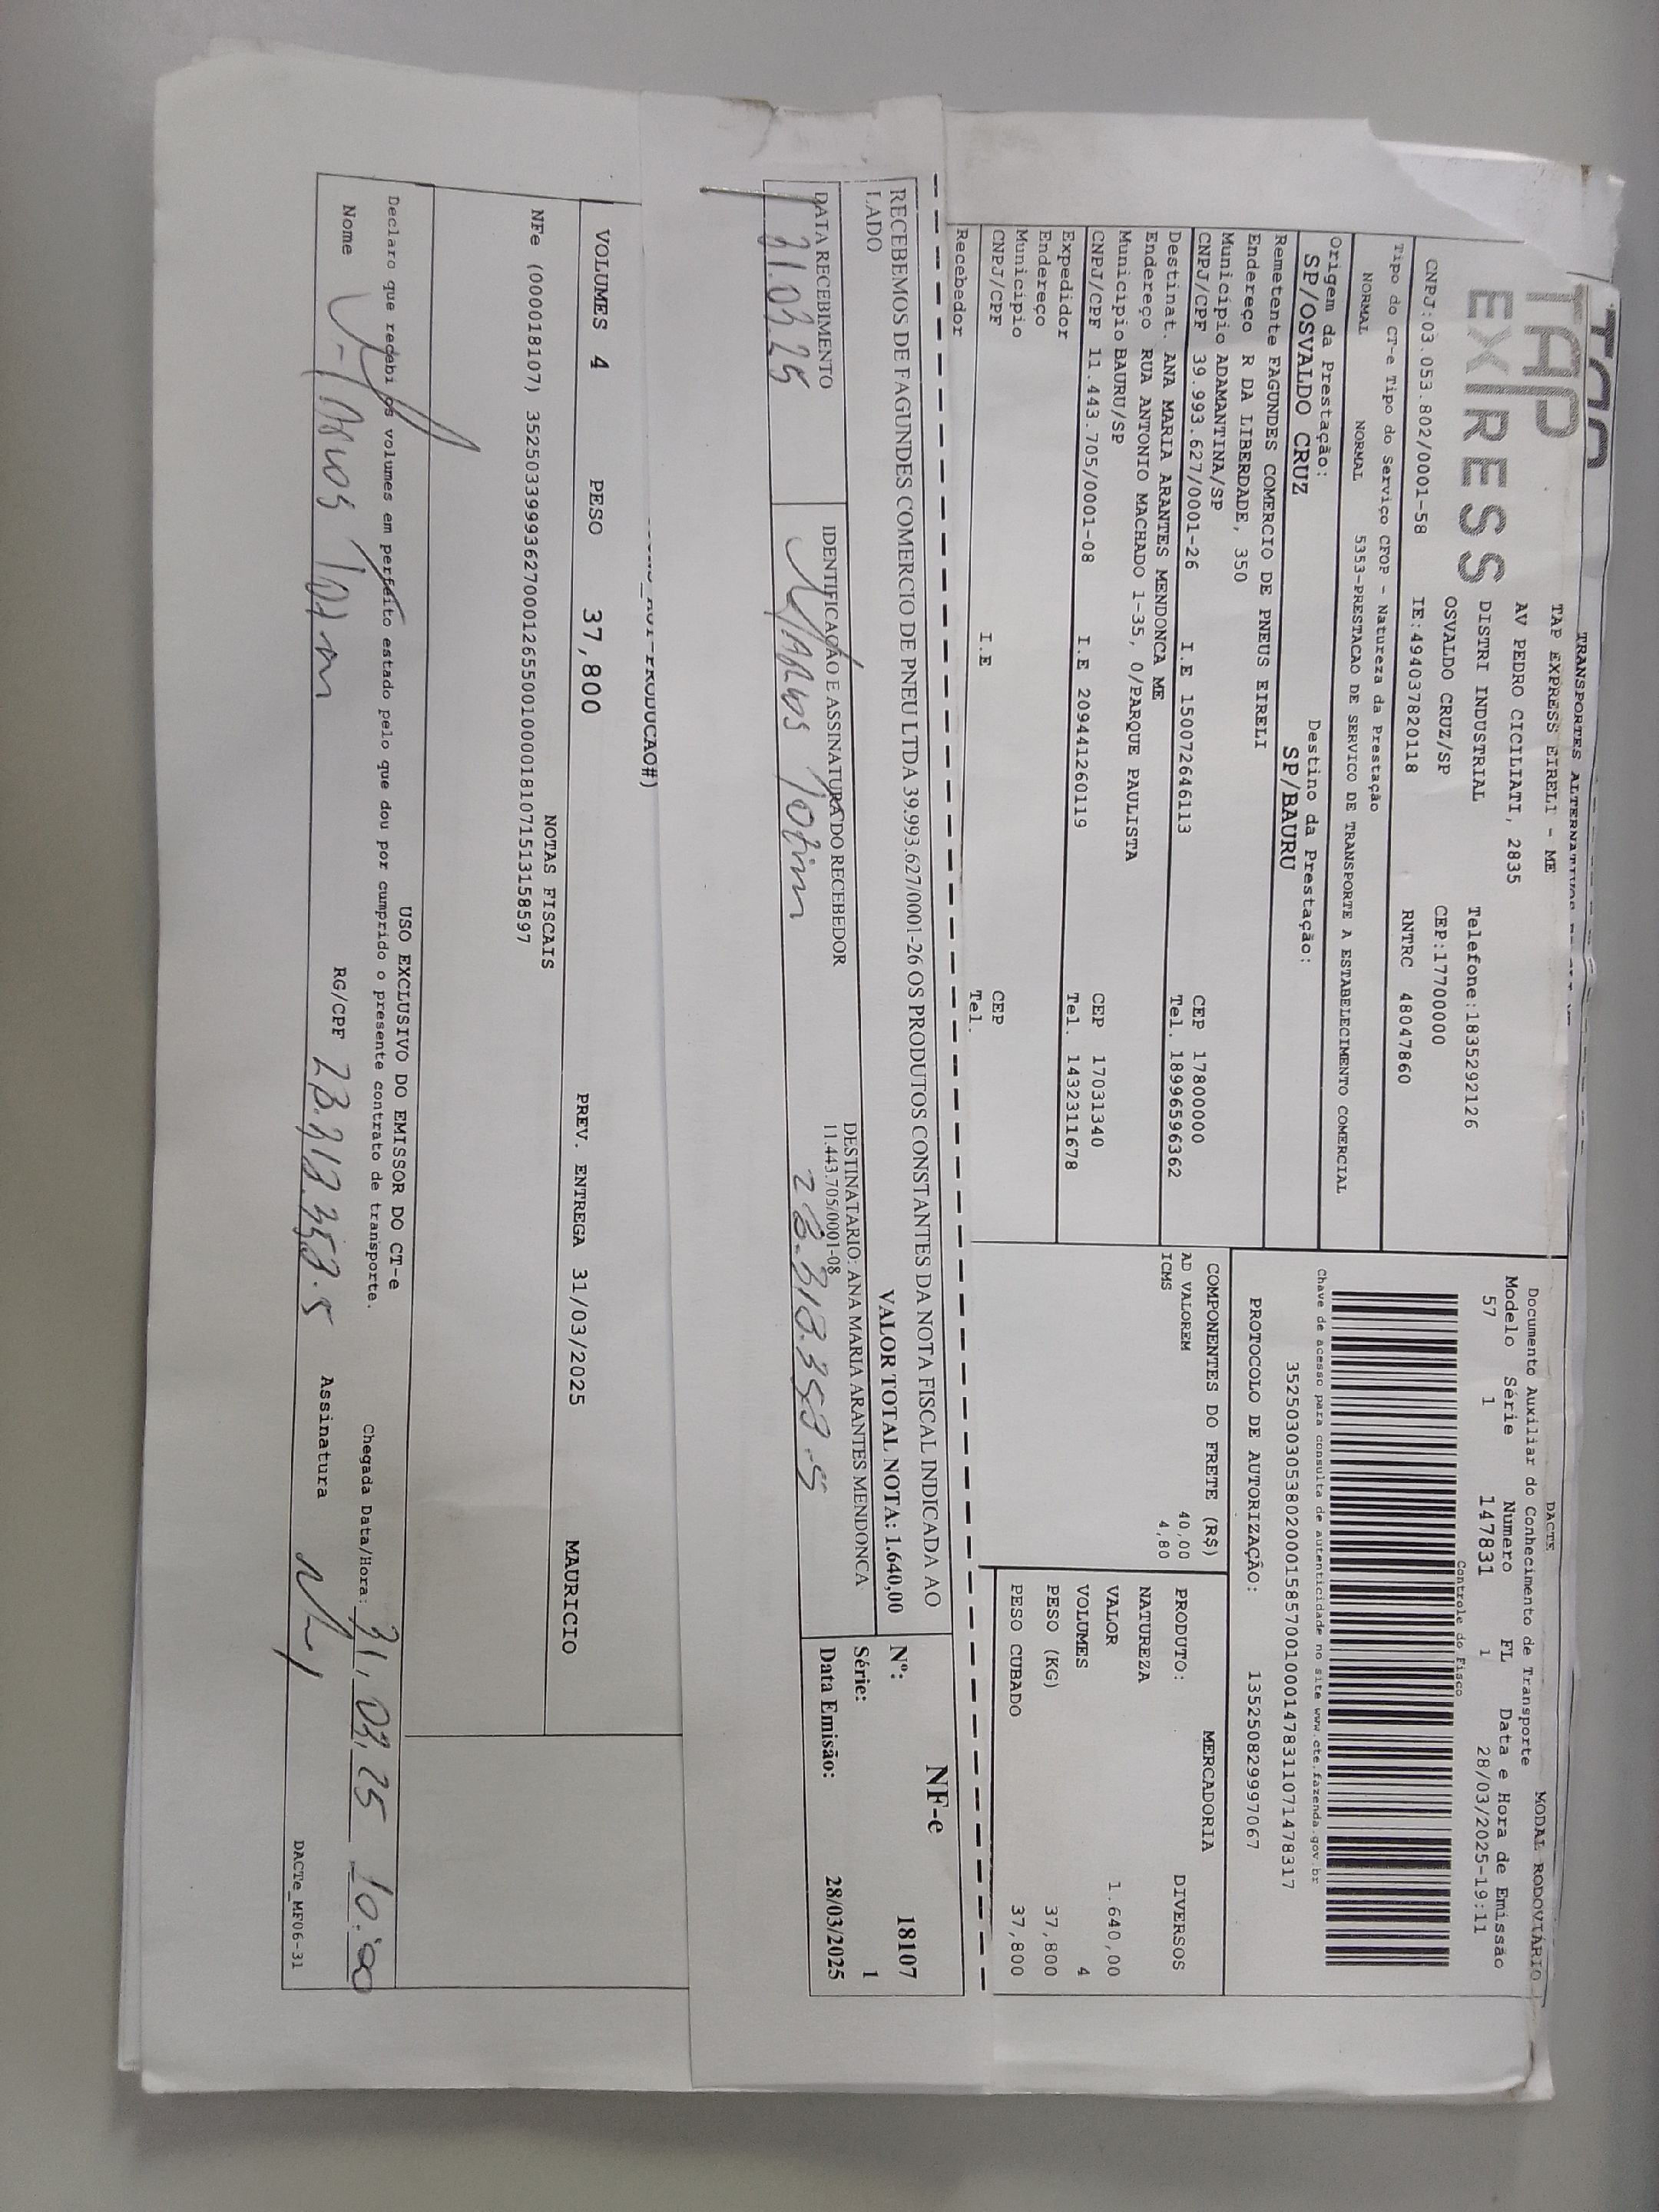 TRANSPORTES
TAP
EXPRESS
TAP EXPRESS EIRELI - ME
AV PEDRO CICILIATI, 2835
DISTRI INDUSTRIAL
Telefone:1835292126
OSVALDO CRUZ/SP
CEP:17700000
CNPJ:03.053.802/0001-58
IE:494037820118
RNTRC 48047860
Tipo do CT-e Tipo do Serviço CFOP - Natureza da Prestação
NORMAL NORMAL 5353-PRESTACAO DE SERVICO DE TRANSPORTE A ESTABELECIMENTO COMERCIAL
Origem da Prestação:
SP/OSVALDO CRUZ
Destino da Prestação:
SP/BAURU
Remetente FAGUNDES COMERCIO DE PNEUS EIRELI
Endereço R DA LIBERDADE, 350
Município ADAMANTINA/SP
CEP 17800000
CNPJ/CPF 39.993.627/0001-26 I.E 150072646113 Tel. 18996596362
Destinat. ANA MARIA ARANTES MENDONCA ME
Endereço RUA ANTONIO MACHADO 1-35, 0/PARQUE PAULISTA
Município BAURU/SP CEP 17031340
CNPJ/CPF 11.443.705/0001-08 I.E 209441260119 Tel. 1432311678
Expedidor
Endereço
Município CEP
CNPJ/CPF I.E Tel.
Recebedor
DACTE MODAL RODOVIÁRIO
Documento Auxiliar do Conhecimento de Transporte
Modelo Série Numero FL Data e Hora de Emissão
57 1 147831 1 28/03/2025-19:11
Controle do Fisco
35250303053802000158570010001478311071478317
Chave de acesso para consulta de autenticidade no site www.cte.fazenda.gov.br
PROTOCOLO DE AUTORIZAÇÃO: 135250829997067
COMPONENTES DO FRETE (R$)
AD VALOREM 40,00
ICMS 4,80
MERCADORIA
PRODUTO: DIVERSOS
NATUREZA
VALOR 1.640,00
VOLUMES 4
PESO (KG) 37,800
PESO CUBADO 37,800
RECEBEMOS DE FAGUNDES COMERCIO DE PNEU LTDA 39.993.627/0001-26 OS PRODUTOS CONSTANTES DA NOTA FISCAL INDICADA AO
LADO
VALOR TOTAL NOTA: 1.640,00
DATA RECEBIMENTO
31.03.25
IDENTIFICAÇÃO E ASSINATURA DO RECEBEDOR
DESTINATARIO: ANA MARIA ARANTES MENDONCA
11.443.705/0001-08
NF-e
Nº: 18107
Série: 1
Data Emissão: 28/03/2025
PRODUCAO#)
VOLUMES 4 PESO 37,800 PREV. ENTREGA 31/03/2025 MAURICIO
NOTAS FISCAIS
NFe (000018107) 35250339993627000126550010000181071513158597
USO EXCLUSIVO DO EMISSOR DO CT-e
Declaro que recebi os volumes em perfeito estado pelo que dou por cumprido o presente contrato de transporte.
Chegada Data/Hora: 31,03,25 10:00
Nome RG/CPF Assinatura
DACTe_MF06-31